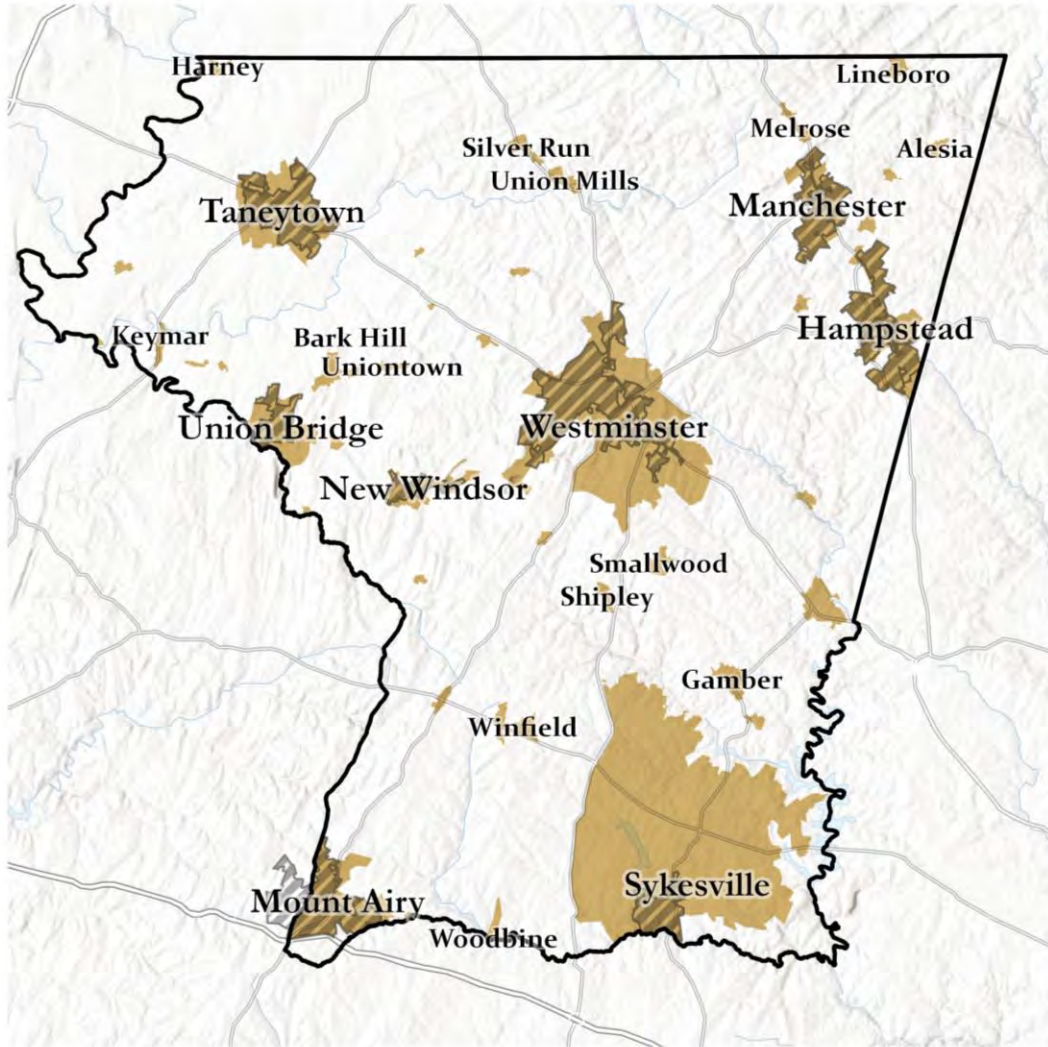 Harney
Lineboro
Melrose
Silver Run
Alesia
Union Mills
Taneytown
Manchester
Keymar
Bark Hill
Hampstead
Uniontown
Union Bridge
Westminster
New Windsor
Smallwood
Shipley
Gamber
Winfield
Sykesville
Mount Airy
Woodbine